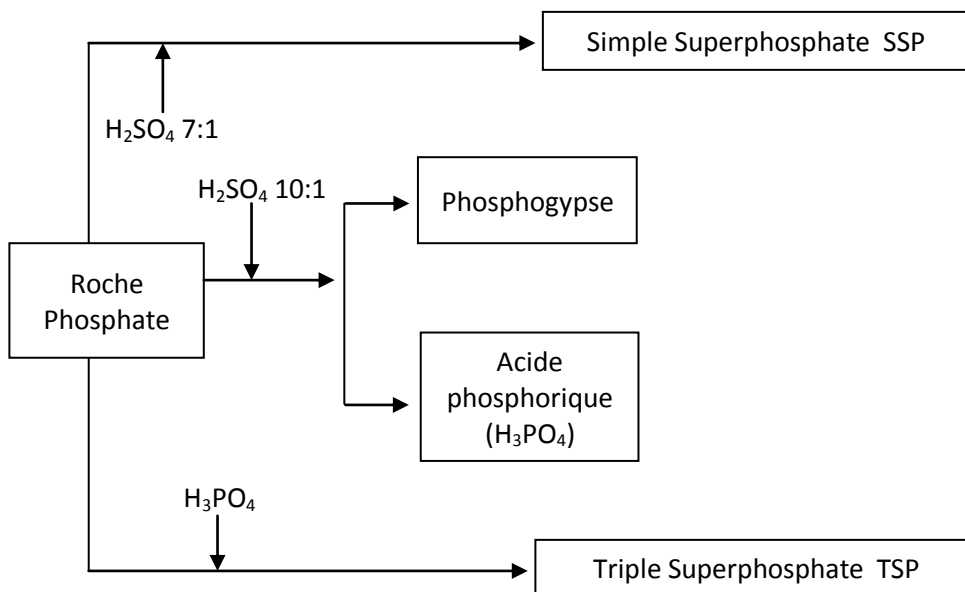 Simple Superphosphate SSP
H₂SO₄ 7:1
H₂SO₄ 10:1
Phosphogypse
Roche
Phosphate
Acide
phosphorique
(H₃PO₄)
H₃PO₄
Triple Superphosphate TSP